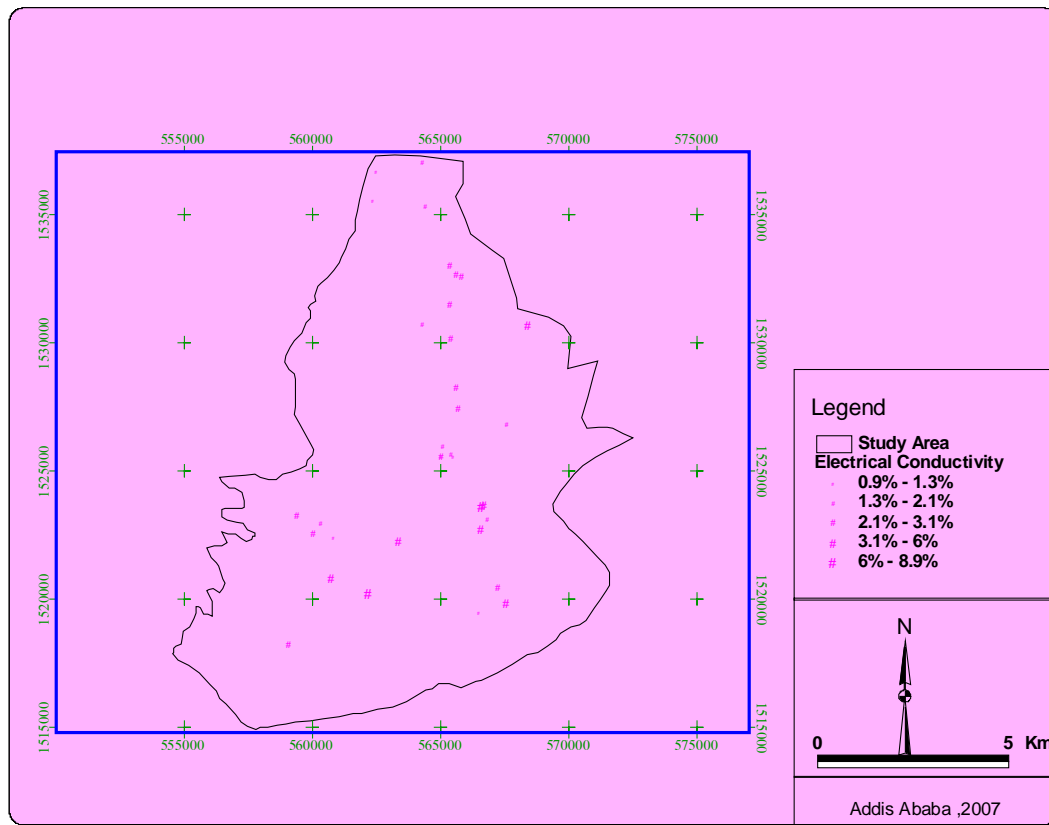 555000 560000 565000 570000 575000
1535000 1535000
1530000 1530000
1525000 1525000
1520000 1520000
1515000 1515000
555000 560000 565000 570000 575000
Legend
Study Area
Electrical Conductivity
# 0.9% - 1.3%
# 1.3% - 2.1%
# 2.1% - 3.1%
# 3.1% - 6%
# 6% - 8.9%
N
0 5 Km
Addis Ababa ,2007